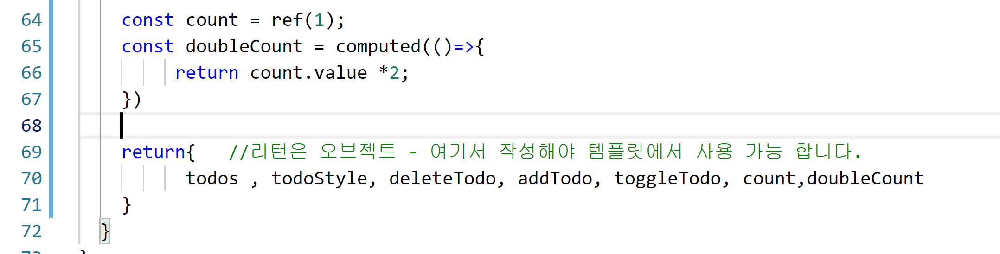 64 const count = ref(1);
65 const doubleCount = computed(()=>{
66 return count.value *2;
67 })
68
69 return{ //리턴은 오브젝트 - 여기서 작성해야 템플릿에서 사용 가능 합니다.
70 todos , todoStyle, deleteTodo, addTodo, toggleTodo, count,doubleCount
71 }
72 }